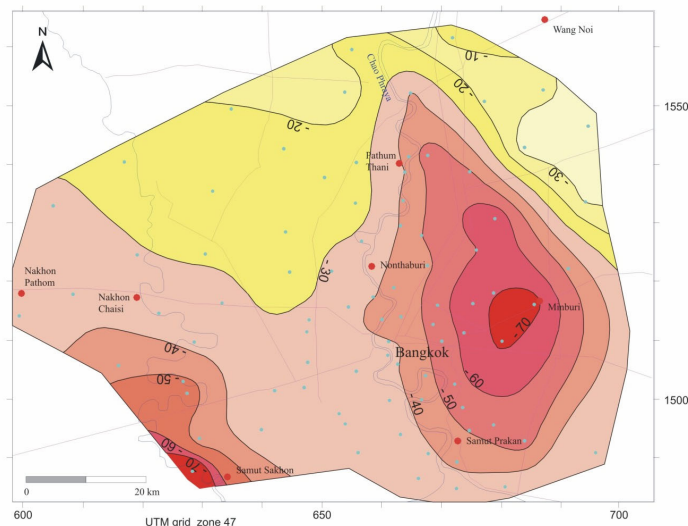 N
Wang Noi
- 10
Chao Phraya
- 20
- 20
1550
Pathum
Thani
- 30
Nonthaburi
- 30
Nakhon
Pathom
Nakhon
Chaisi
Minburi
- 70
- 40
Bangkok
- 50
- 60
- 40
- 50
1500
- 60
- 70
Samut Prakan
Samut Sakhon
0
20 km
600
650
700
UTM grid zone 47